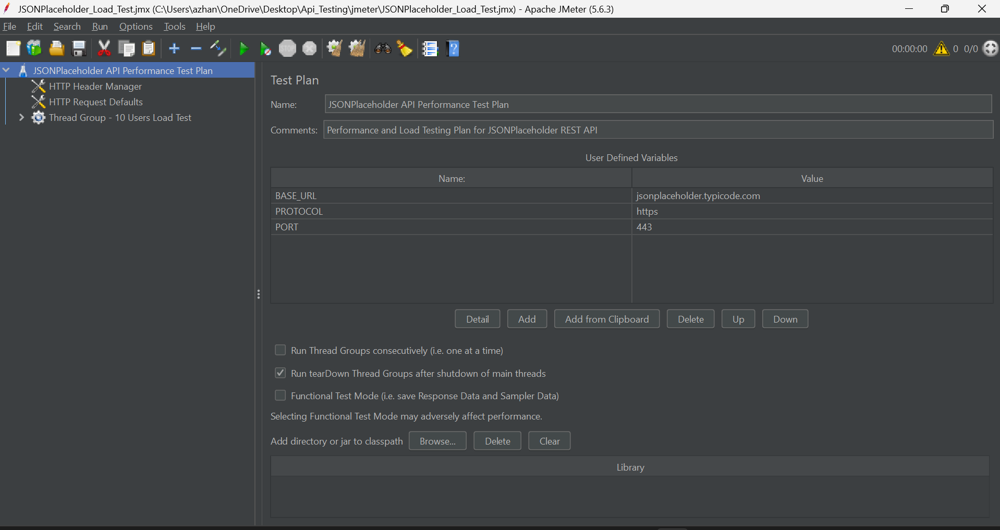 JSONPlaceholder_Load_Test.jmx (C:\Users\azhan\OneDrive\Desktop\Api_Testing\jmeter\JSONPlaceholder_Load_Test.jmx) - Apache JMeter (5.6.3)
File Edit Search Run Options Tools Help
STOP
00:00:00 0 0/0
JSONPlaceholder API Performance Test Plan
HTTP Header Manager
HTTP Request Defaults
Thread Group - 10 Users Load Test
Test Plan
Name: JSONPlaceholder API Performance Test Plan
Comments: Performance and Load Testing Plan for JSONPlaceholder REST API
User Defined Variables
Name: Value
BASE_URL jsonplaceholder.typicode.com
PROTOCOL https
PORT 443
Detail Add Add from Clipboard Delete Up Down
Run Thread Groups consecutively (i.e. one at a time)
Run tearDown Thread Groups after shutdown of main threads
Functional Test Mode (i.e. save Response Data and Sampler Data)
Selecting Functional Test Mode may adversely affect performance.
Add directory or jar to classpath Browse... Delete Clear
Library